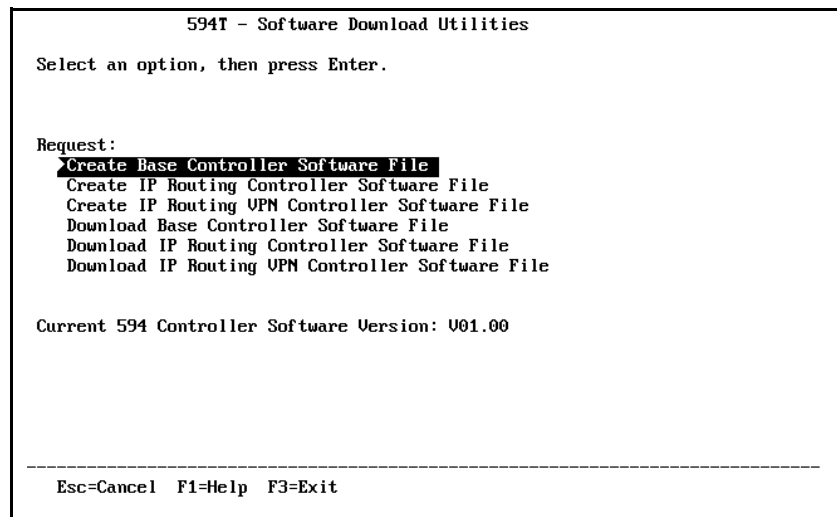 594T - Software Download Utilities
Select an option, then press Enter.
Request:
>Create Base Controller Software File
Create IP Routing Controller Software File
Create IP Routing VPN Controller Software File
Download Base Controller Software File
Download IP Routing Controller Software File
Download IP Routing VPN Controller Software File
Current 594 Controller Software Version: V01.00
Esc=Cancel F1=Help F3=Exit